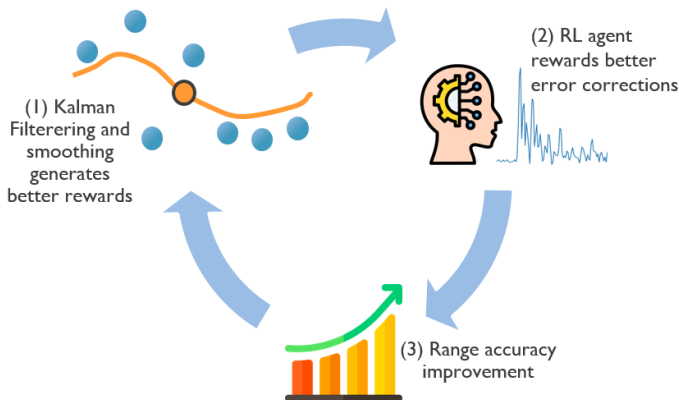 (1) Kalman
Filterering and
smoothing
generates
better rewards
(2) RL agent
rewards better
error corrections
(3) Range accuracy
improvement